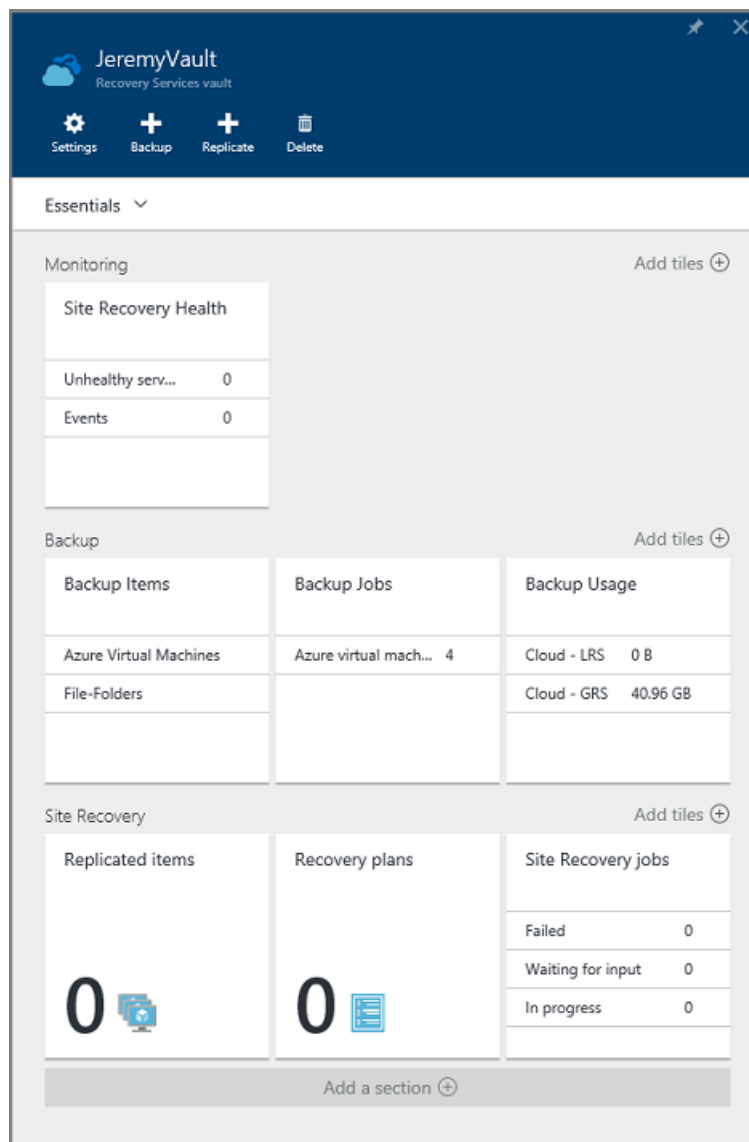 JeremyVault
Recovery Services vault
Settings Backup Replicate Delete
Essentials
Monitoring Add tiles
Site Recovery Health
Unhealthy serv... 0
Events 0
Backup Add tiles
Backup Items Backup Jobs Backup Usage
Azure Virtual Machines Azure virtual mach... 4 Cloud - LRS 0 B
File-Folders Cloud - GRS 40.96 GB
Site Recovery Add tiles
Replicated items Recovery plans Site Recovery jobs
Failed 0
Waiting for input 0
0 0 In progress 0
Add a section